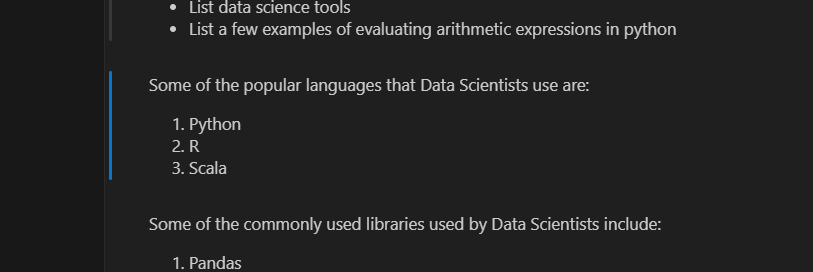 • List data science tools
• List a few examples of evaluating arithmetic expressions in python
Some of the popular languages that Data Scientists use are:
1. Python
2. R
3. Scala
Some of the commonly used libraries used by Data Scientists include:
1. Pandas